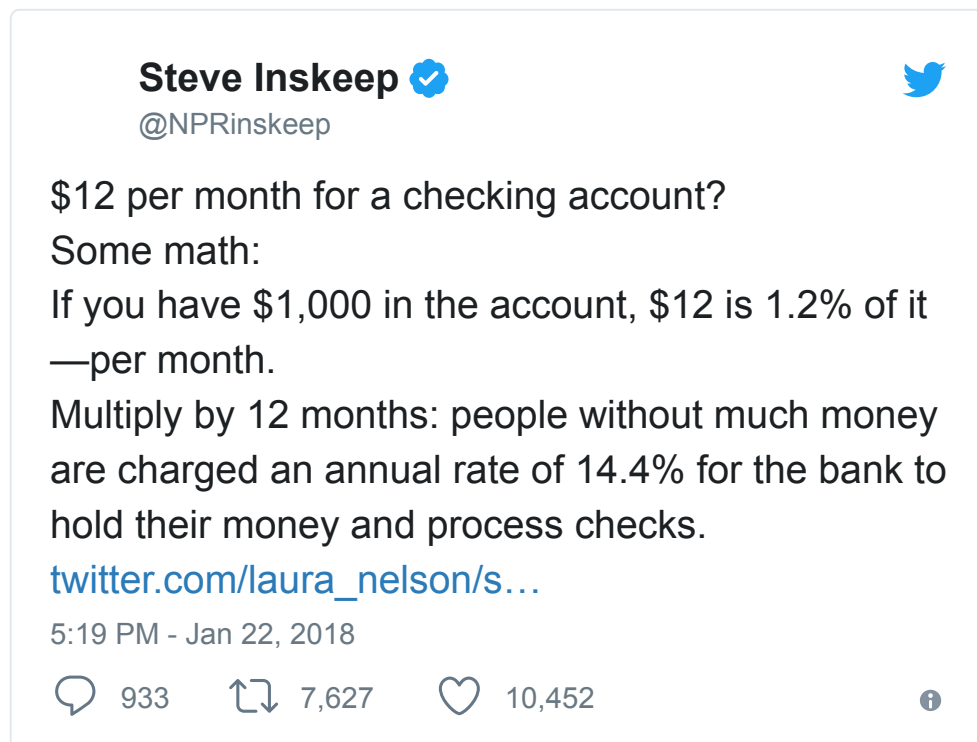 Steve Inskeep
@NPRinskeep
$12 per month for a checking account?
Some math:
If you have $1,000 in the account, $12 is 1.2% of it
—per month.
Multiply by 12 months: people without much money
are charged an annual rate of 14.4% for the bank to
hold their money and process checks.
twitter.com/laura_nelson/s…
5:19 PM - Jan 22, 2018
933 7,627 10,452